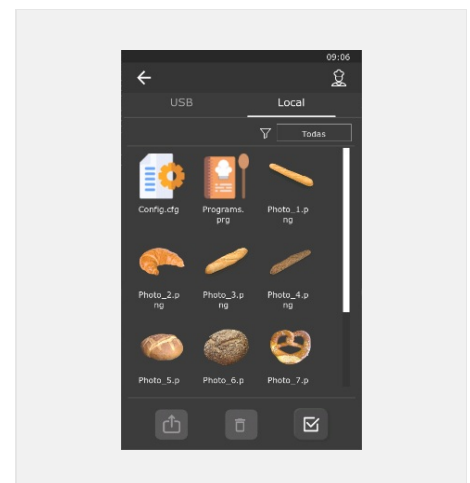 09:06
USB
Local
Todas
Config.cfg
Programs.
prg
Photo_1.p
ng
Photo_2.p
ng
Photo_3.p
ng
Photo_4.p
ng
Photo_5.p
Photo_6.p
Photo_7.p